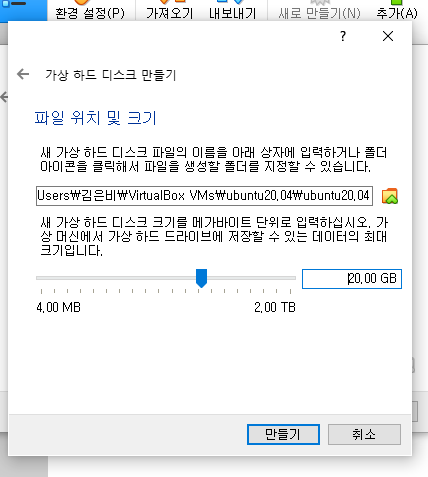 환경 설정(P) 가져오기 내보내기 새로 만들기(N) 추가(A)
? ×
← 가상 하드 디스크 만들기
파일 위치 및 크기
새 가상 하드 디스크 파일의 이름을 아래 상자에 입력하거나 폴더
아이콘을 클릭해서 파일을 생성할 폴더를 지정할 수 있습니다.
Users₩김은비₩VirtualBox VMs₩ubuntu20.04₩ubuntu20.04
새 가상 하드 디스크 크기를 메가바이트 단위로 입력하십시오. 가
상 머신에서 가상 하드 드라이브에 저장할 수 있는 데이터의 최대
크기입니다.
20.00 GB
4.00 MB 2.00 TB
만들기 취소